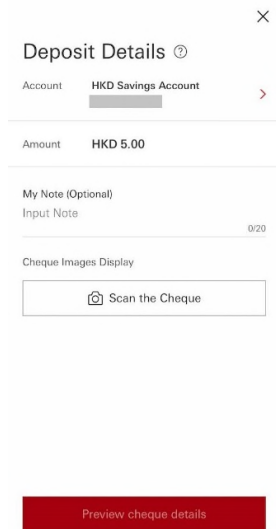 Deposit Details
Account HKD Savings Account
Amount HKD 5.00
My Note (Optional)
Input Note
0/20
Cheque Images Display
Scan the Cheque
Preview cheque details